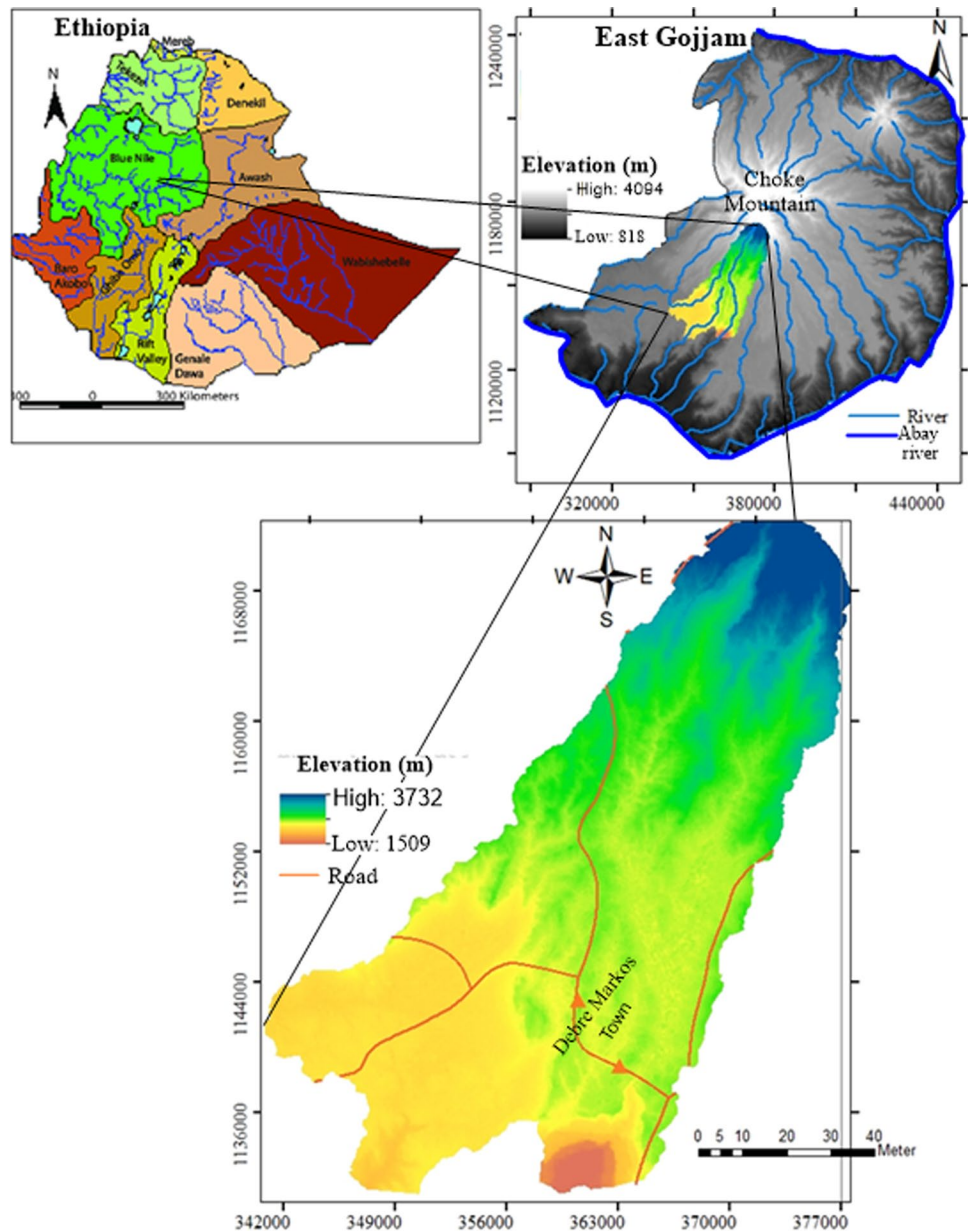 Ethiopia
N
Mereb
Tekeze
Denekil
Blue Nile
Awash
Wabishebelle
Baro
Akobo
Rift
Valley
Genale
Dawa
00 0 300 Kilometers
East Gojjam
N
Elevation (m)
High: 4094
Low: 818
Choke
Mountain
River
Abay
river
1240000
1180000
1120000
320000 380000 440000
N
W E
S
Elevation (m)
High: 3732
Low: 1509
Road
Debre Markos
Town
0 5 10 20 30 40
Meter
1168000
1160000
1152000
1144000
1136000
342000 349000 356000 363000 370000 377000